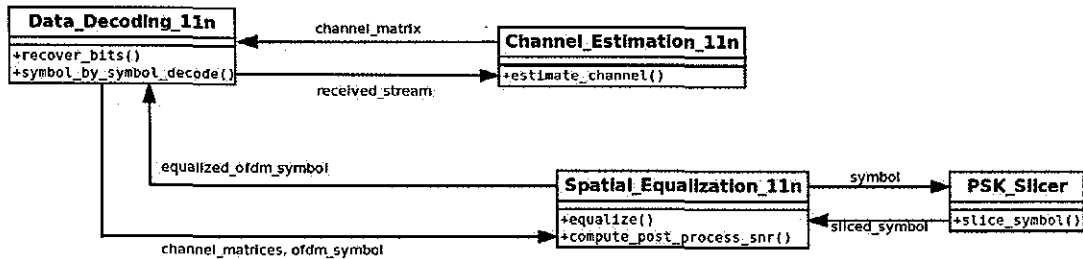 Data_Decoding_11n
+recover_bits()
+symbol_by_symbol_decode()
channel_matrix
received_stream
Channel_Estimation_11n
+estimate_channel()
equalized_ofdm_symbol
channel_matrices, ofdm_symbol
Spatial_Equalization_11n
+equalize()
+compute_post_process_snr()
symbol
sliced_symbol
PSK_Slicer
+slice_symbol()